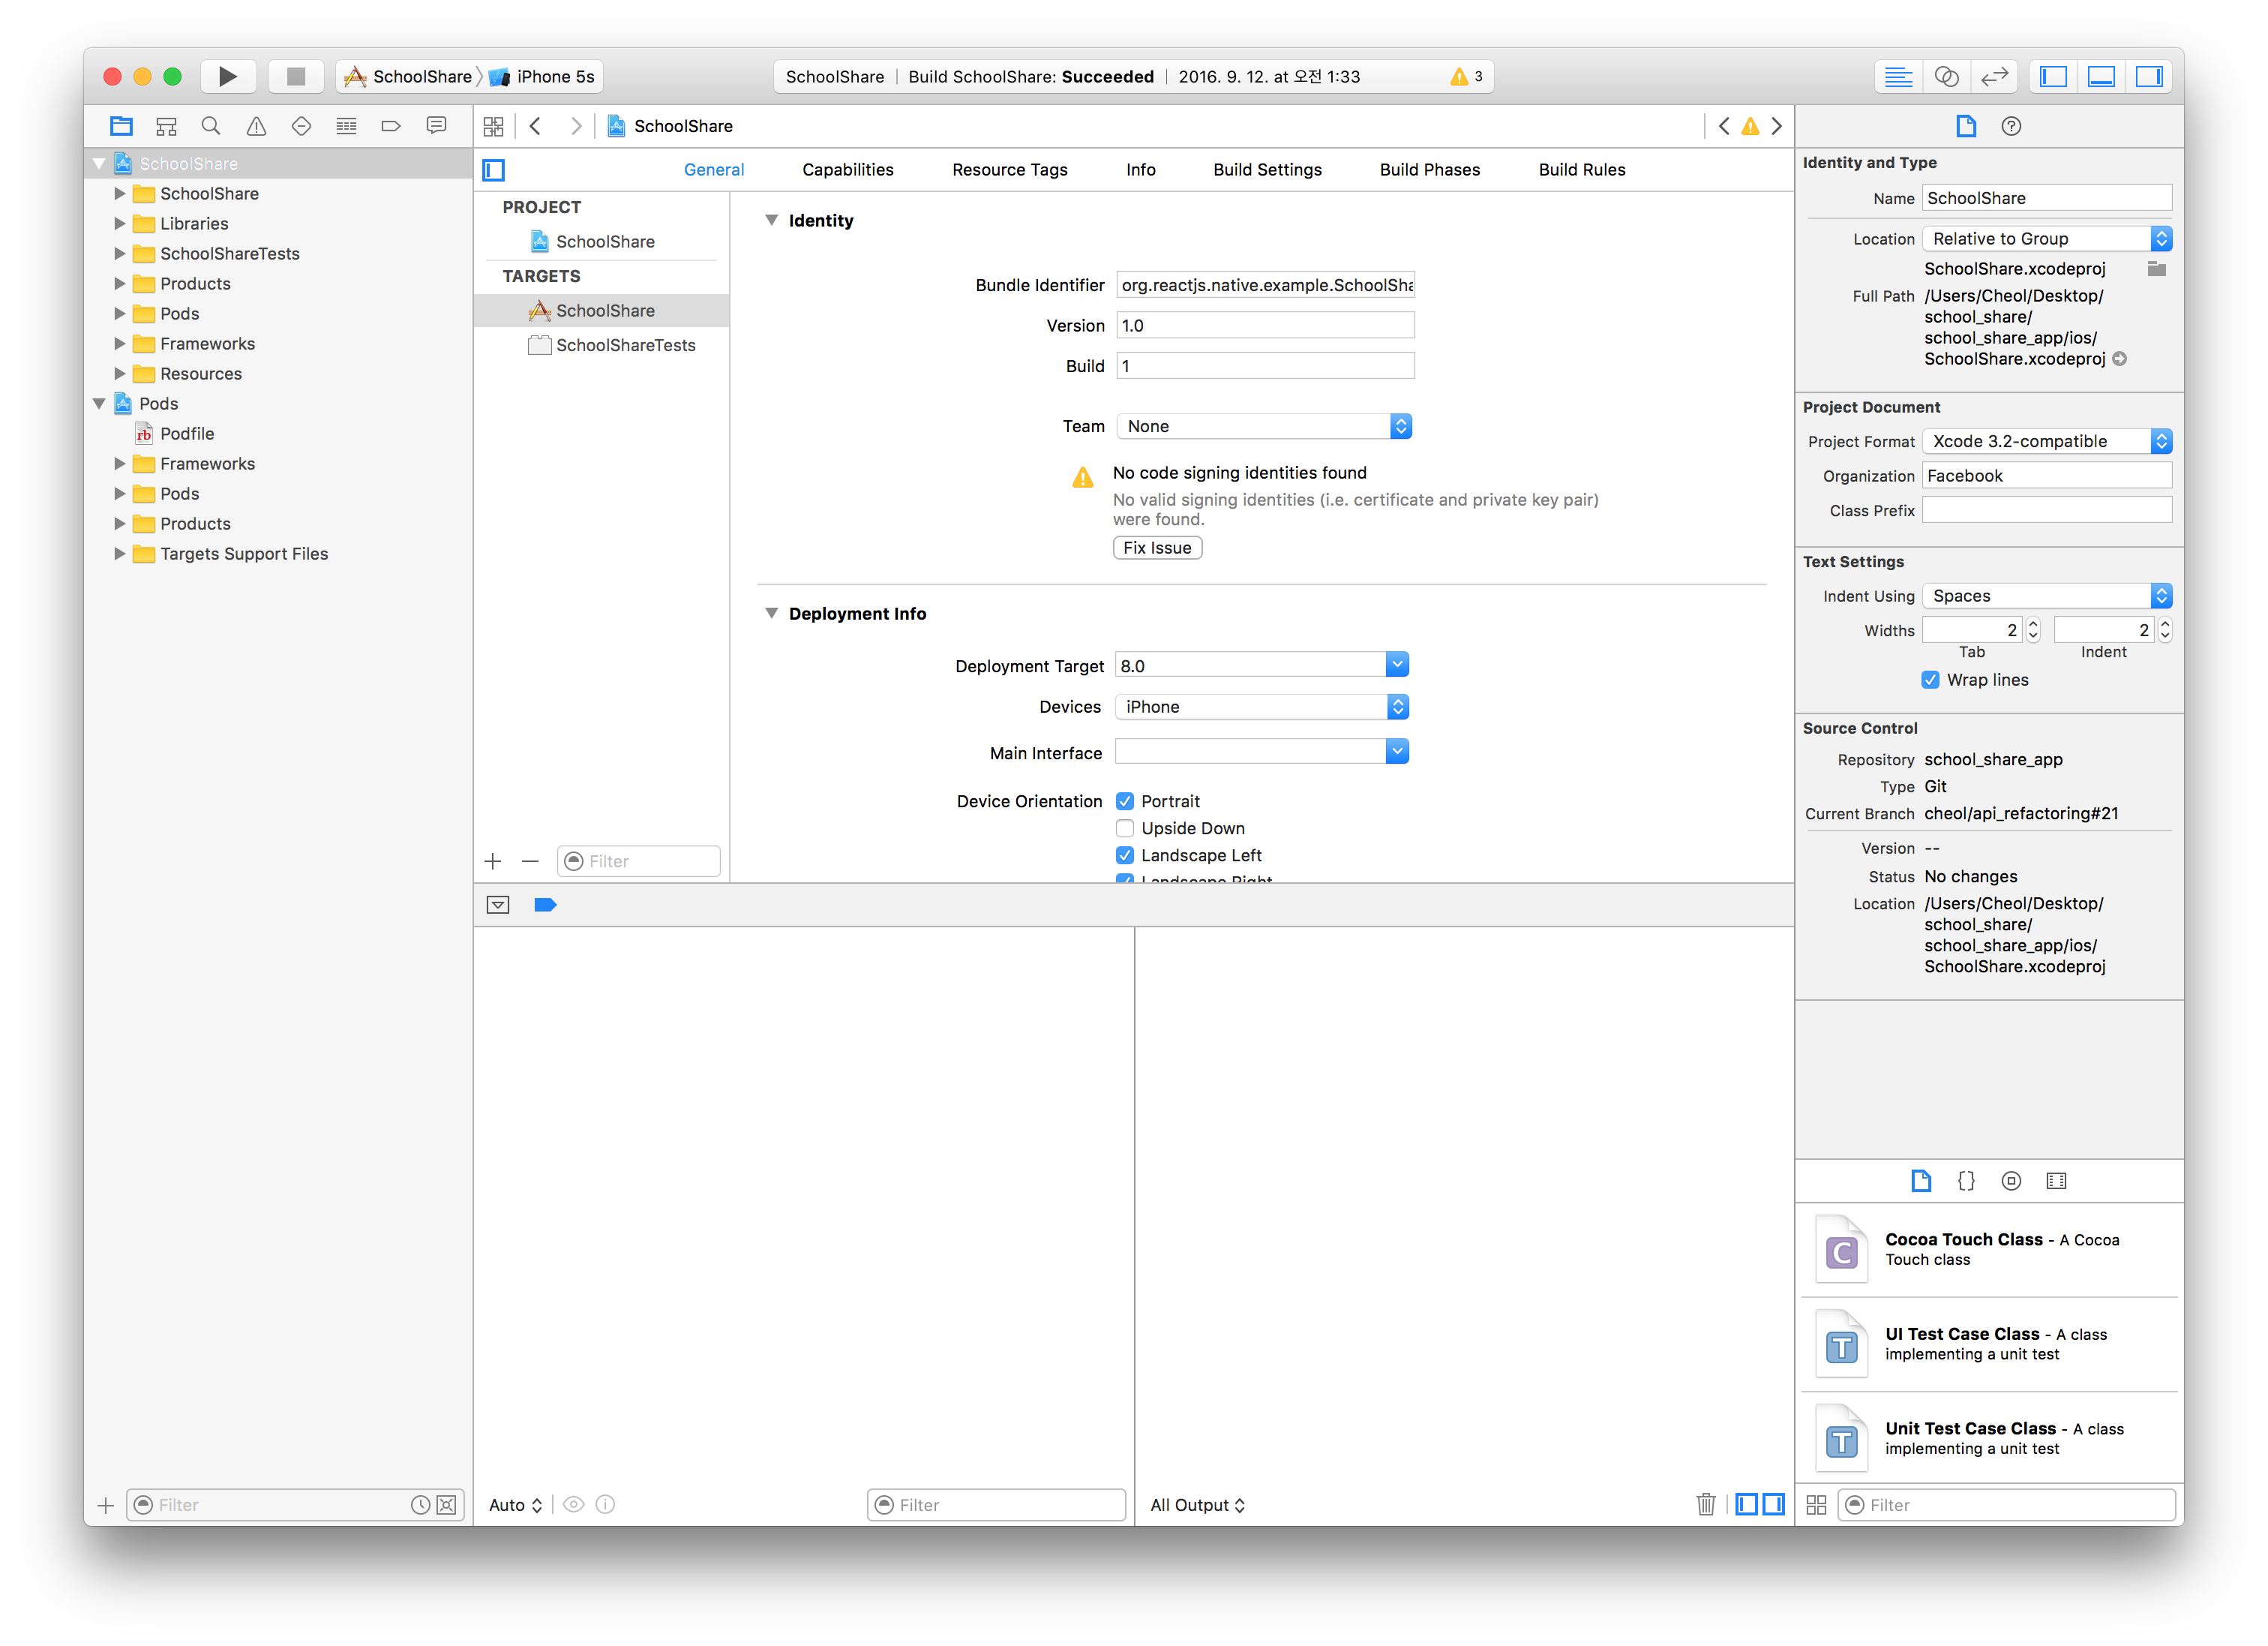 SchoolShare iPhone 5s
SchoolShare Build SchoolShare: Succeeded 2016. 9. 12. at 오전 1:33 3
SchoolShare
SchoolShare
SchoolShare
Libraries
SchoolShareTests
Products
Pods
Frameworks
Resources
Pods
rb Podfile
Frameworks
Pods
Products
Targets Support Files
Filter
General Capabilities Resource Tags Info Build Settings Build Phases Build Rules
PROJECT
SchoolShare
TARGETS
SchoolShare
SchoolShareTests
Filter
Identity
Bundle Identifier org.reactjs.native.example.SchoolSha
Version 1.0
Build 1
Team None
No code signing identities found
No valid signing identities (i.e. certificate and private key pair)
were found.
Fix Issue
Deployment Info
Deployment Target 8.0
Devices iPhone
Main Interface
Device Orientation Portrait
Upside Down
Landscape Left
Landscape Right
Auto Filter
All Output
Identity and Type
Name SchoolShare
Location Relative to Group
SchoolShare.xcodeproj
Full Path /Users/Cheol/Desktop/
school_share/
school_share_app/ios/
SchoolShare.xcodeproj
Project Document
Project Format Xcode 3.2-compatible
Organization Facebook
Class Prefix
Text Settings
Indent Using Spaces
Widths 2 2
Tab Indent
Wrap lines
Source Control
Repository school_share_app
Type Git
Current Branch cheol/api_refactoring#21
Version --
Status No changes
Location /Users/Cheol/Desktop/
school_share/
school_share_app/ios/
SchoolShare.xcodeproj
{}
C
Cocoa Touch Class - A Cocoa
Touch class
T
UI Test Case Class - A class
implementing a unit test
T
Unit Test Case Class - A class
implementing a unit test
Filter